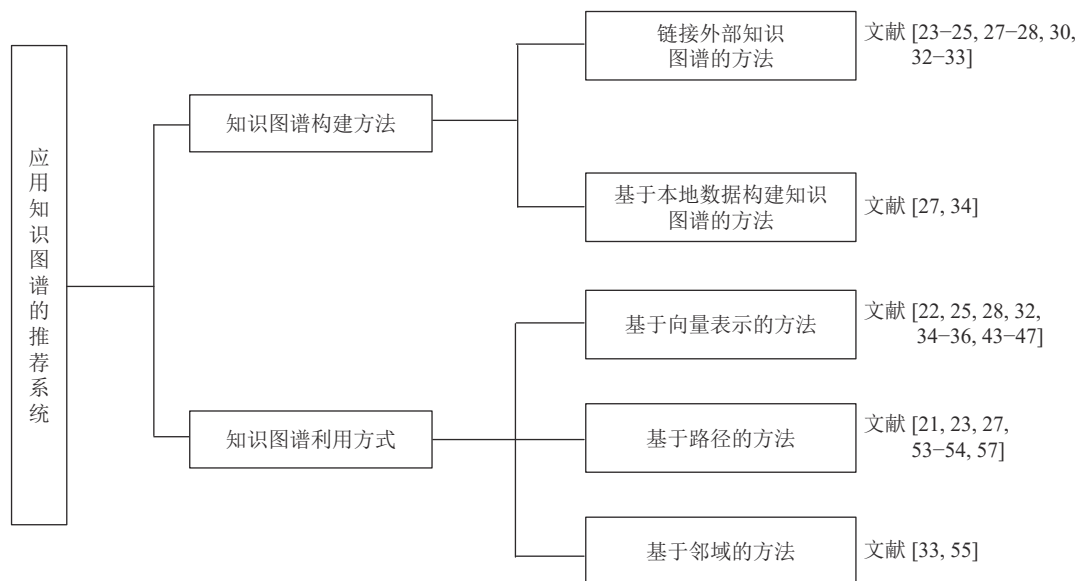 应用知识图谱的推荐系统
知识图谱构建方法
链接外部知识
图谱的方法
文献 [23−25, 27−28, 30,
32−33]
基于本地数据构建知识
图谱的方法
文献 [27, 34]
知识图谱利用方式
基于向量表示的方法
文献 [22, 25, 28, 32,
34−36, 43−47]
基于路径的方法
文献 [21, 23, 27,
53−54, 57]
基于邻域的方法
文献 [33, 55]